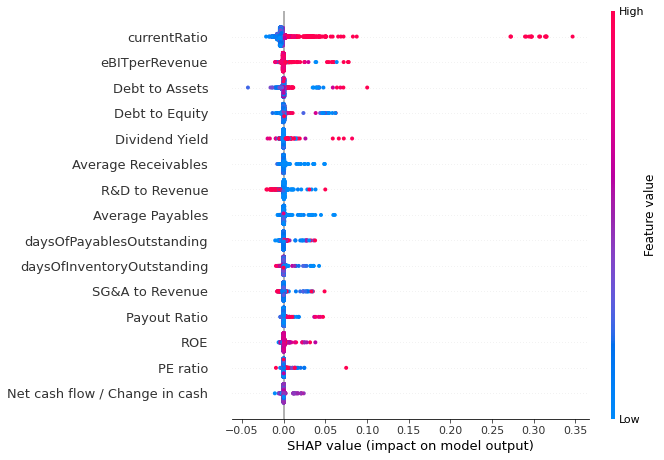 High
currentRatio
eBITperRevenue
Debt to Assets
Debt to Equity
Dividend Yield
Average Receivables
R&D to Revenue
Average Payables
daysOfPayablesOutstanding
daysOfInventoryOutstanding
SG&A to Revenue
Payout Ratio
ROE
PE ratio
Net cash flow / Change in cash
Feature value
Low
−0.05 0.00 0.05 0.10 0.15 0.20 0.25 0.30 0.35
SHAP value (impact on model output)